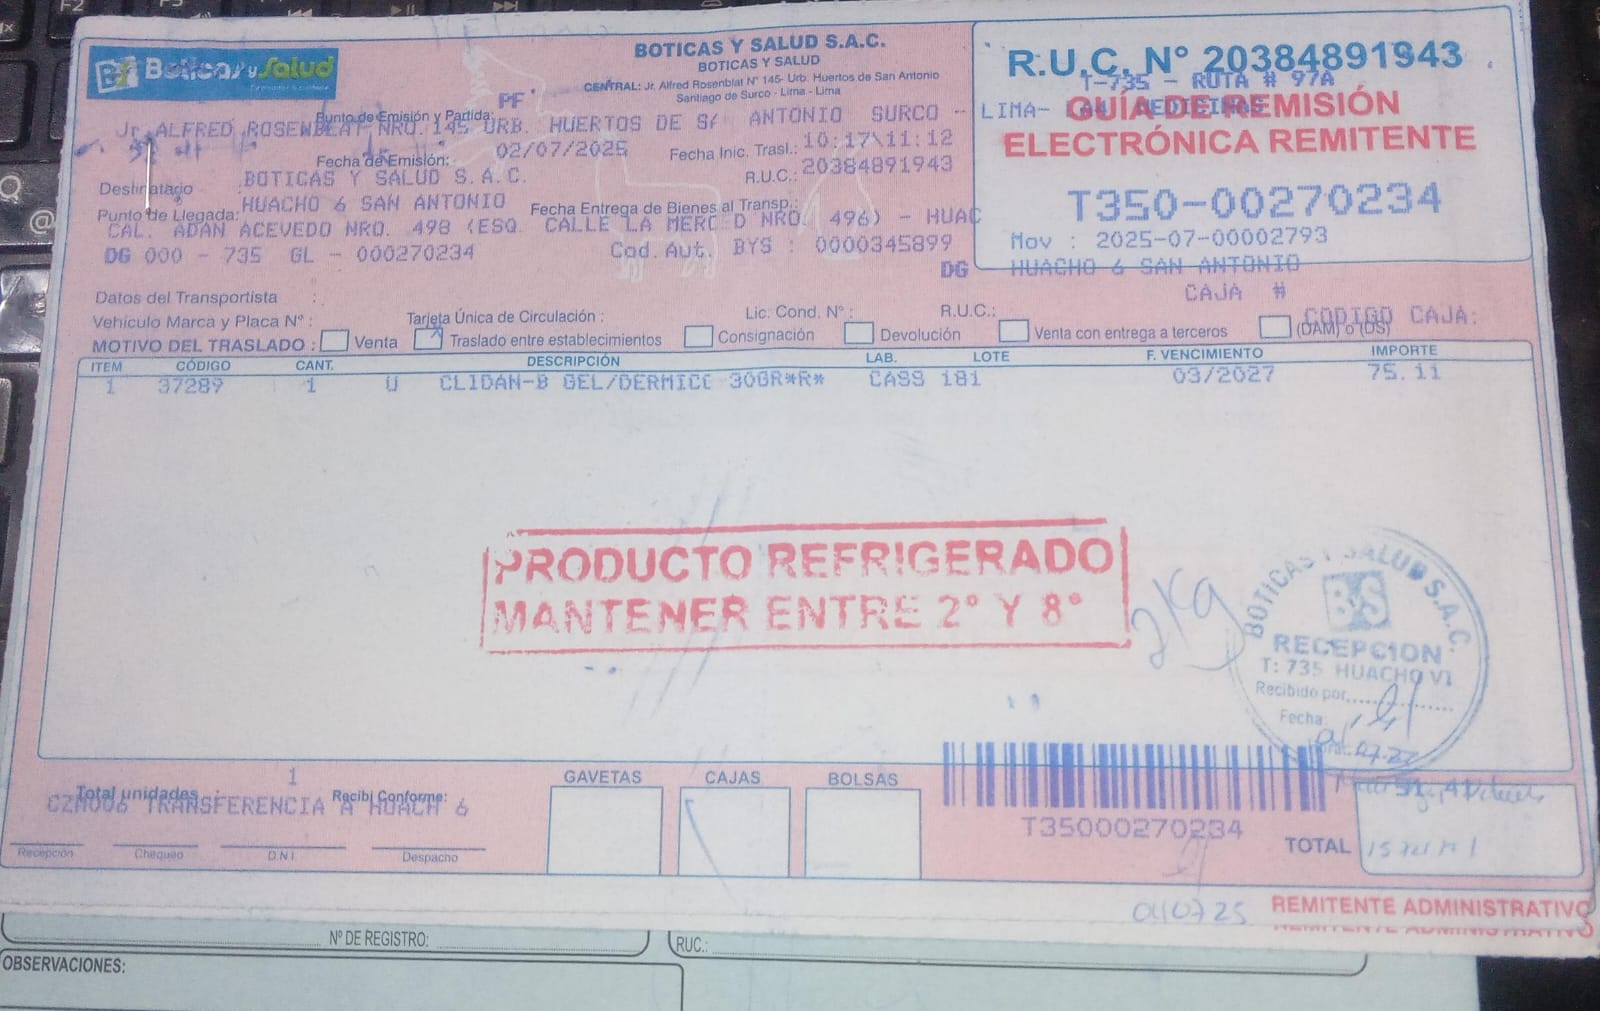 Boticas y Salud
BOTICAS Y SALUD S.A.C.
BOTICAS Y SALUD
CENTRAL: Jr. Alfred Rosenblat N° 145- Urb. Huertos de San Antonio
Santiago de Surco - Lima - Lima
R.U.C. N° 20384891943
T-735 - RUTA # 97A
GUÍA DE REMISIÓN
ELECTRÓNICA REMITENTE
T350-00270234
Mov : 2025-07-00002793
HUACHO 6 SAN ANTONIO
CAJA #
CODIGO CAJA:
PF
Punto de Emisión y Partida:
Jr. ALFRED ROSENBLAT NRO. 145 URB. HUERTOS DE SA ANTONIO SURCO - LIMA-
Fecha de Emisión: 02/07/2025 Fecha Inic. Trasl.: 10:17\11:12
Destinatario : BOTICAS Y SALUD S.A.C. R.U.C.: 20384891943
Punto de Llegada: HUACHO 6 SAN ANTONIO Fecha Entrega de Bienes al Transp.:
CAL. ADAN ACEVEDO NRO. 498 (ESQ. CALLE LA MERCED NRO. 496) - HUAC
DG 000 - 735 GL - 000270234 Cod. Aut. BYS : 0000345899
DG
Datos del Transportista :
Vehículo Marca y Placa N° : Tarjeta Única de Circulación : Lic. Cond. N° : R.U.C.:
MOTIVO DEL TRASLADO : Venta X Traslado entre establecimientos Consignación Devolución Venta con entrega a terceros (DAM) o (DS)
ITEM CÓDIGO CANT. DESCRIPCIÓN LAB. LOTE F. VENCIMIENTO IMPORTE
1 37289 1 U CLIDAN-B GEL/DERMICO 30GR*R* CASS 181 03/2027 75.11
PRODUCTO REFRIGERADO
MANTENER ENTRE 2° Y 8°
BOTICAS Y SALUD S.A.C.
BS
RECEPCION
T: 735 HUACHO VI
Recibido por
Fecha:
Hora:
1
Total unidades Recibí Conforme:
TRANSFERENCIA A HUACH 6
Recepción Chequeo D.N.I Despacho
GAVETAS CAJAS BOLSAS
T35000270234
TOTAL
040725
REMITENTE ADMINISTRATIVO
N° DE REGISTRO: RUC.:
OBSERVACIONES: